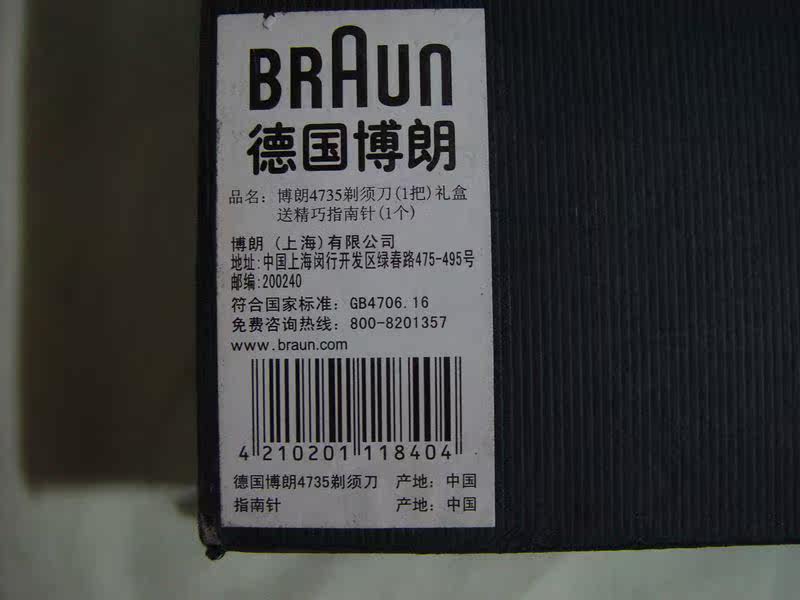 BRAUN
德国博朗
品名：博朗4735剃须刀(1把)礼盒
送精巧指南针(1个)
博朗（上海)有限公司
地址:中国上海闵行开发区绿春路475-495号
邮编:200240
符合国家标准：GB4706.16
免费咨询热线：800-8201357
www.braun.com
4 210201 118404
德国博朗4735剃须刀 产地：中国
指南针 产地：中国